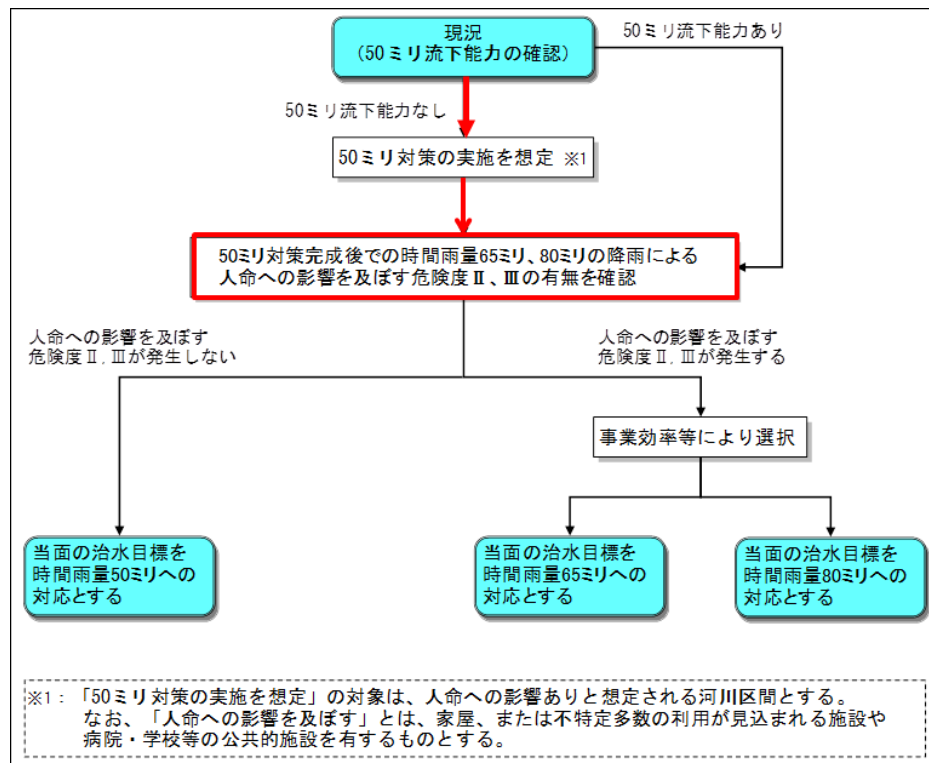 現況
(50ミリ流下能力の確認)
50ミリ流下能力あり
50ミリ流下能力なし
50ミリ対策の実施を想定 ※1
50ミリ対策完成後での時間雨量65ミリ、80ミリの降雨による
人命への影響を及ぼす危険度Ⅱ、Ⅲの有無を確認
人命への影響を及ぼす
危険度Ⅱ,Ⅲが発生しない
人命への影響を及ぼす
危険度Ⅱ,Ⅲが発生する
事業効率等により選択
当面の治水目標を
時間雨量50ミリへの
対応とする
当面の治水目標を
時間雨量65ミリへの
対応とする
当面の治水目標を
時間雨量80ミリへの
対応とする
※1:「50ミリ対策の実施を想定」の対象は、人命への影響ありと想定される河川区間とする。
なお、「人命への影響を及ぼす」とは、家屋、または不特定多数の利用が見込まれる施設や
病院・学校等の公共的施設を有するものとする。